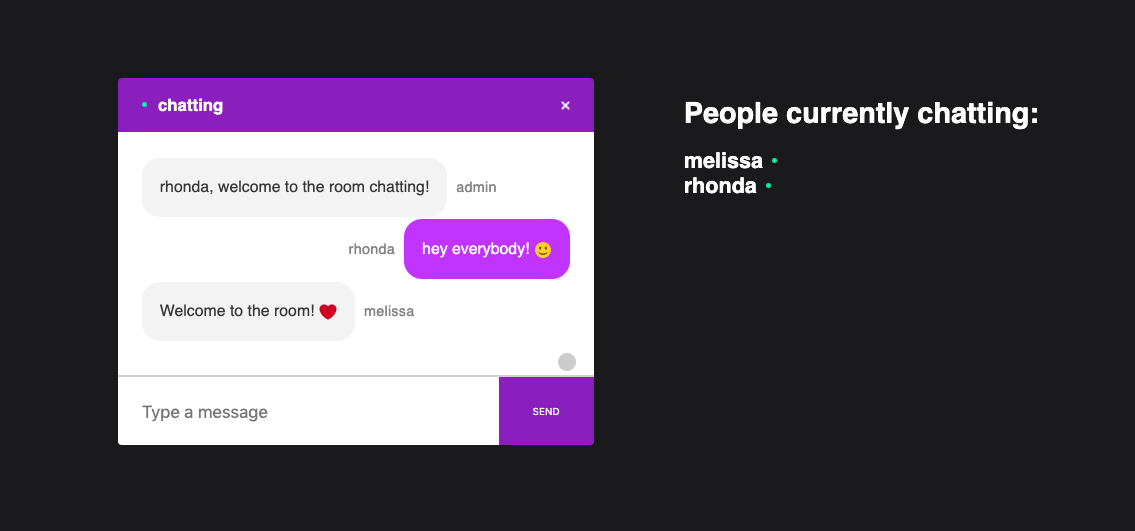 chatting
rhonda, welcome to the room chatting! admin
rhonda hey everybody! 🙂
Welcome to the room! ❤️ melissa
Type a message
SEND
People currently chatting:
melissa
rhonda